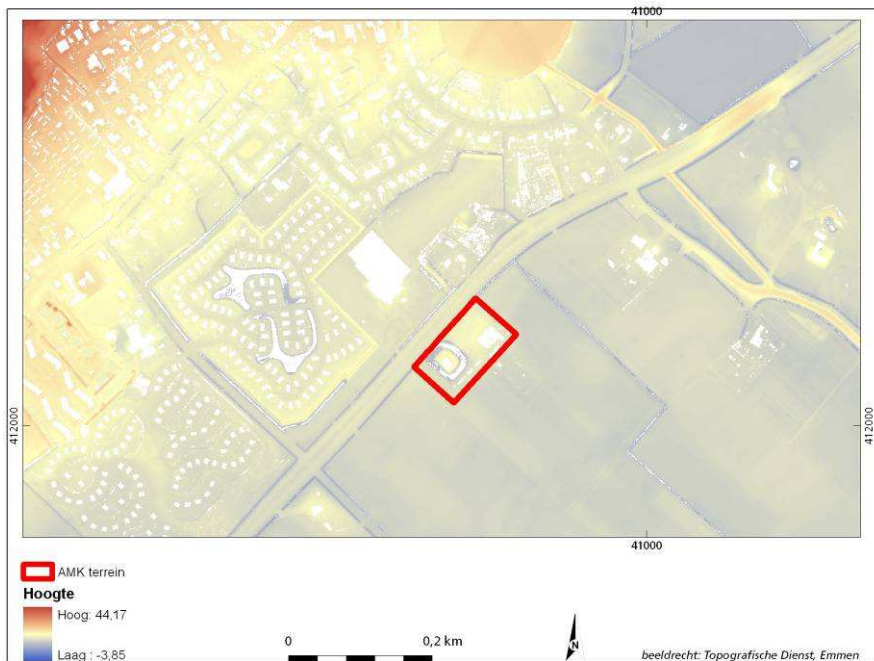 41000
412000
412000
41000
AMK terrein
Hoogte
Hoog: 44,17
Laag : -3,85
0
0,2 km
N
beeldrecht: Topografische Dienst, Emmen